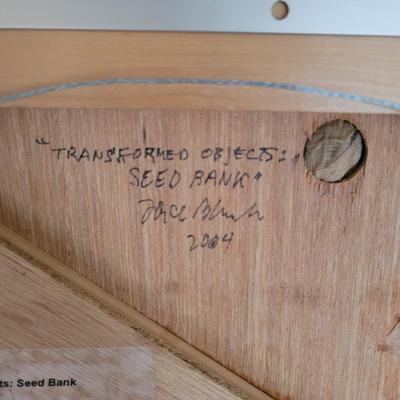 "TRANSFORMED OBJECTS:
SEED BANK"
2004
ts: Seed Bank